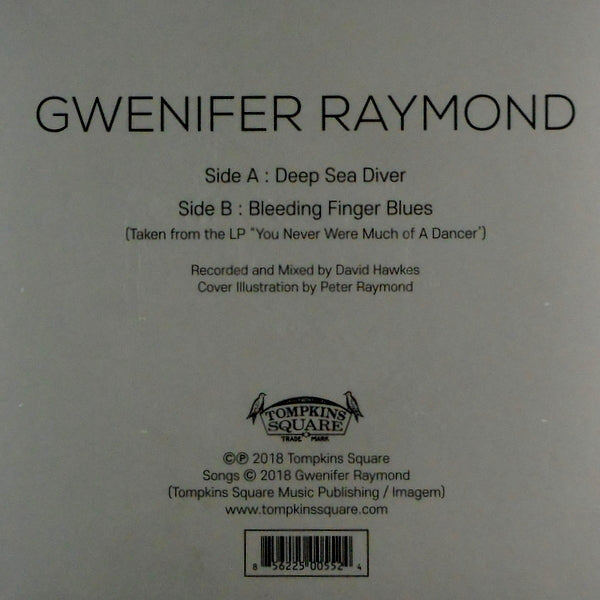 GWENIFER RAYMOND
Side A : Deep Sea Diver
Side B : Bleeding Finger Blues
(Taken from the LP "You Never Were Much of A Dancer")
Recorded and Mixed by David Hawkes
Cover Illustration by Peter Raymond
TOMPKINS
SQUARE
TRADE MARK
©℗ 2018 Tompkins Square
Songs © 2018 Gwenifer Raymond
(Tompkins Square Music Publishing / Imagem)
www.tompkinssquare.com
8 56225 00552 4